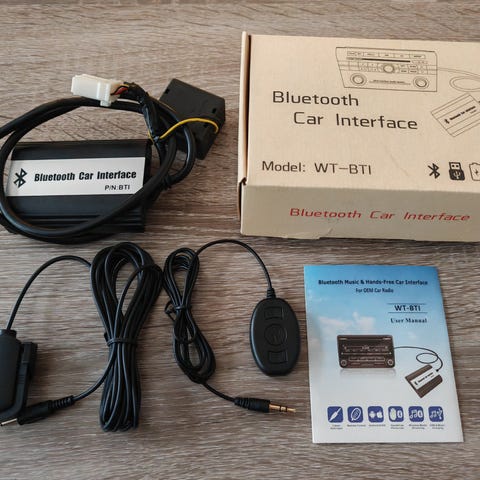 Bluetooth
Car Interface
Model: WT-BTI
Bluetooth Car Interface
Bluetooth Car Interface
P/N:BTI
Bluetooth Music & Hands-Free Car Interface
For OEM Car Radio
WT-BTI
User Manual